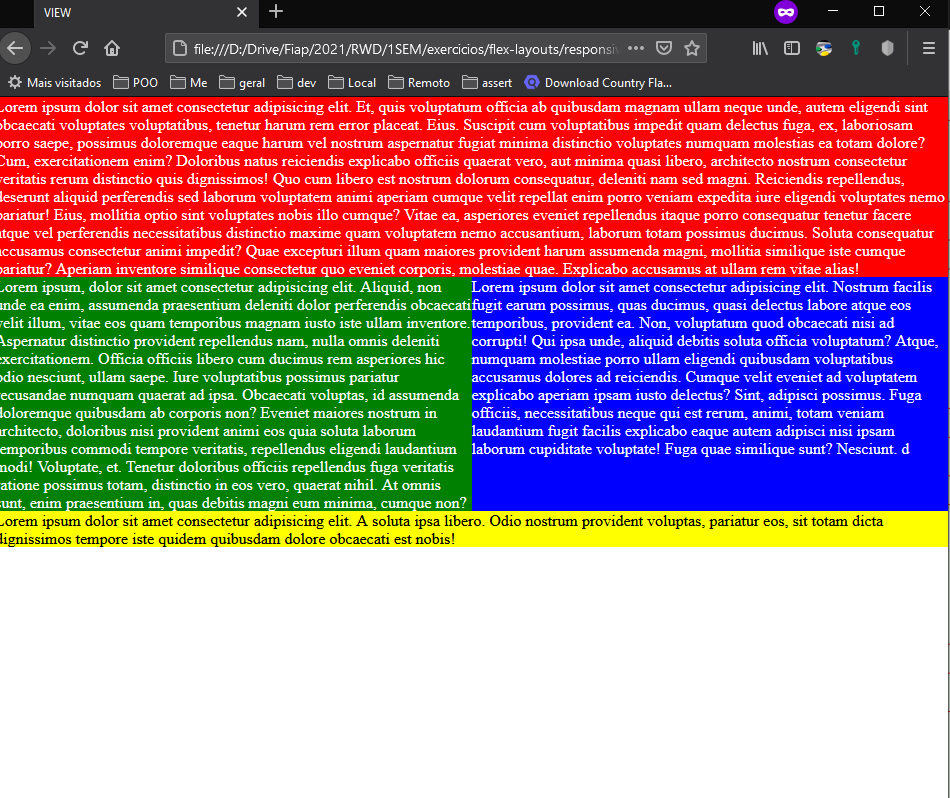 VIEW
file:///D:/Drive/Fiap/2021/RWD/1SEM/exercicios/flex-layouts/responsiv
Mais visitados POO Me geral dev Local Remoto assert Download Country Fla...
Lorem ipsum dolor sit amet consectetur adipisicing elit. Et, quis voluptatum officia ab quibusdam magnam ullam neque unde, autem eligendi sint
obcaecati voluptates voluptatibus, tenetur harum rem error placeat. Eius. Suscipit cum voluptatibus impedit quam delectus fuga, ex, laboriosam
porro saepe, possimus doloremque eaque harum vel nostrum aspernatur fugiat minima distinctio voluptates numquam molestias ea totam dolore?
Cum, exercitationem enim? Doloribus natus reiciendis explicabo officiis quaerat vero, aut minima quasi libero, architecto nostrum consectetur
veritatis rerum distinctio quis dignissimos! Quo cum libero est nostrum dolorum consequatur, deleniti nam sed magni. Reiciendis repellendus,
deserunt aliquid perferendis sed laborum voluptatem animi aperiam cumque velit repellat enim porro veniam expedita iure eligendi voluptates nemo
pariatur! Eius, mollitia optio sint voluptates nobis illo cumque? Vitae ea, asperiores eveniet repellendus itaque porro consequatur tenetur facere
atque vel perferendis necessitatibus distinctio maxime quam voluptatem nemo accusantium, laborum totam possimus ducimus. Soluta consequatur
accusamus consectetur animi impedit? Quae excepturi illum quam maiores provident harum assumenda magni, mollitia similique iste cumque
pariatur? Aperiam inventore similique consectetur quo eveniet corporis, molestiae quae. Explicabo accusamus at ullam rem vitae alias!
Lorem ipsum, dolor sit amet consectetur adipisicing elit. Aliquid, non
unde ea enim, assumenda praesentium deleniti dolor perferendis obcaecati
velit illum, vitae eos quam temporibus magnam iusto iste ullam inventore.
Aspernatur distinctio provident repellendus nam, nulla omnis deleniti
exercitationem. Officia officiis libero cum ducimus rem asperiores hic
odio nesciunt, ullam saepe. Iure voluptatibus possimus pariatur
recusandae numquam quaerat ad ipsa. Obcaecati voluptas, id assumenda
doloremque quibusdam ab corporis non? Eveniet maiores nostrum in
architecto, doloribus nisi provident animi eos quia soluta laborum
temporibus commodi tempore veritatis, repellendus eligendi laudantium
modi! Voluptate, et. Tenetur doloribus officiis repellendus fuga veritatis
ratione possimus totam, distinctio in eos vero, quaerat nihil. At omnis
sunt, enim praesentium in, quas debitis magni eum minima, cumque non?
Lorem ipsum dolor sit amet consectetur adipisicing elit. Nostrum facilis
fugit earum possimus, quas ducimus, quasi delectus labore atque eos
temporibus, provident ea. Non, voluptatum quod obcaecati nisi ad
corrupti! Qui ipsa unde, aliquid debitis soluta officia voluptatum? Atque,
numquam molestiae porro ullam eligendi quibusdam voluptatibus
accusamus dolores ad reiciendis. Cumque velit eveniet ad voluptatem
explicabo aperiam ipsam iusto delectus? Sint, adipisci possimus. Fuga
officiis, necessitatibus neque qui est rerum, animi, totam veniam
laudantium fugit facilis explicabo eaque autem adipisci nisi ipsam
laborum cupiditate voluptate! Fuga quae similique sunt? Nesciunt. d
Lorem ipsum dolor sit amet consectetur adipisicing elit. A soluta ipsa libero. Odio nostrum provident voluptas, pariatur eos, sit totam dicta
dignissimos tempore iste quidem quibusdam dolore obcaecati est nobis!